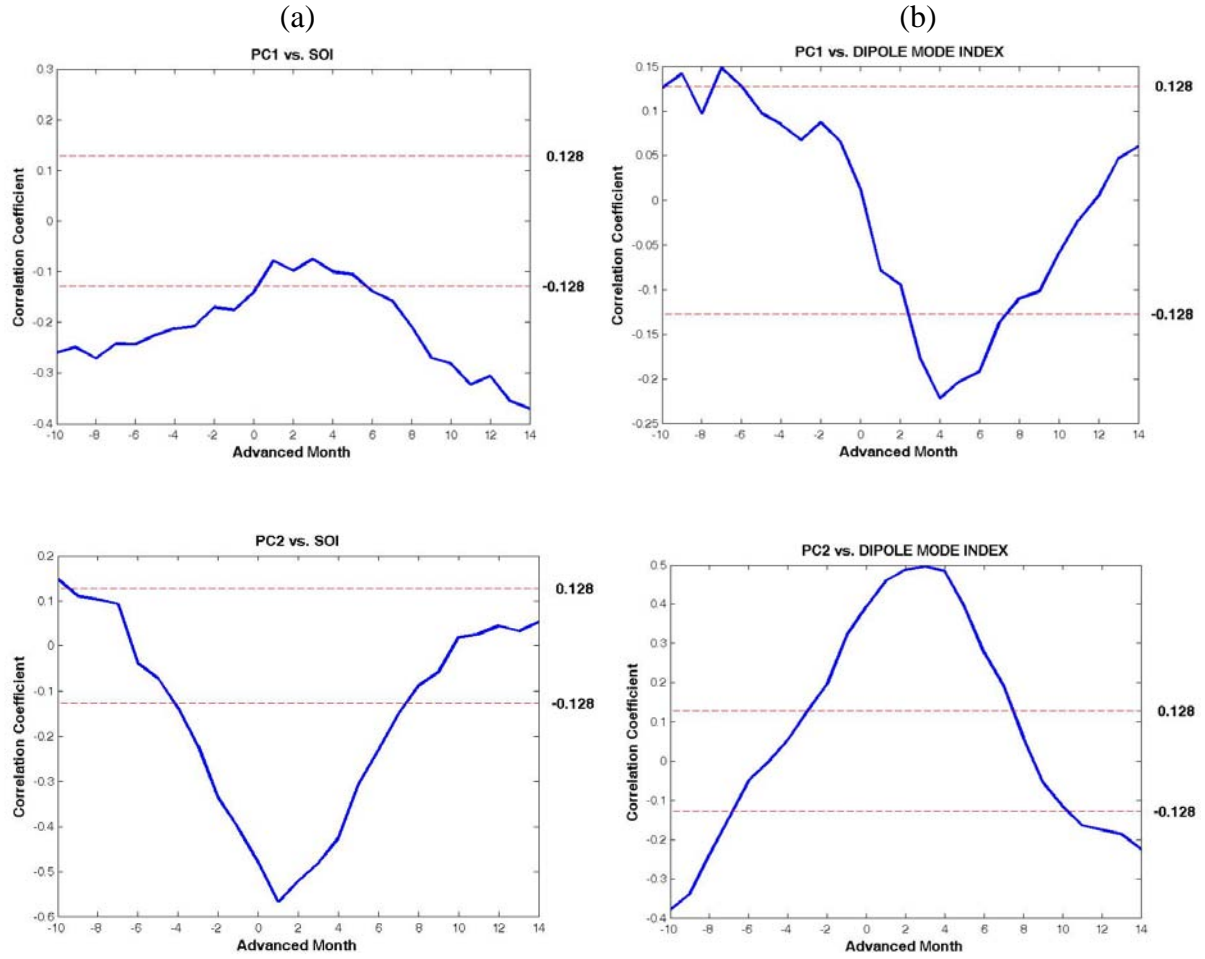 (a)
(b)
PC1 vs. SOI
0.3
0.2
0.1
0
-0.1
-0.2
-0.3
-0.4
0.128
-0.128
Correlation Coefficient
-10 -8 -6 -4 -2 0 2 4 6 8 10 12 14
Advanced Month
PC1 vs. DIPOLE MODE INDEX
0.15
0.1
0.05
0
-0.05
-0.1
-0.15
-0.2
-0.25
0.128
-0.128
Correlation Coefficient
-10 -8 -6 -4 -2 0 2 4 6 8 10 12 14
Advanced Month
PC2 vs. SOI
0.2
0.1
0
-0.1
-0.2
-0.3
-0.4
-0.5
-0.6
0.128
-0.128
Correlation Coefficient
-10 -8 -6 -4 -2 0 2 4 6 8 10 12 14
Advanced Month
PC2 vs. DIPOLE MODE INDEX
0.5
0.4
0.3
0.2
0.1
0
-0.1
-0.2
-0.3
-0.4
0.128
-0.128
Correlation Coefficient
-10 -8 -6 -4 -2 0 2 4 6 8 10 12 14
Advanced Month